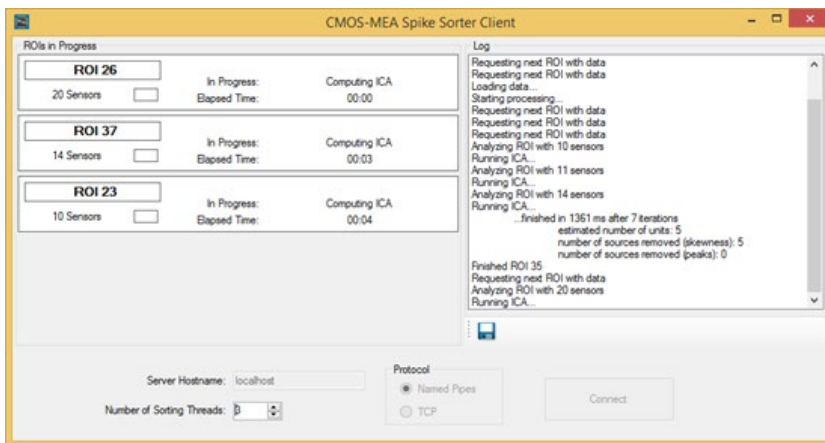 CMOS-MEA Spike Sorter Client
ROIs in Progress
ROI 26
20 Sensors
In Progress: Computing ICA
Elapsed Time: 00:00
ROI 37
14 Sensors
In Progress: Computing ICA
Elapsed Time: 00:03
ROI 23
10 Sensors
In Progress: Computing ICA
Elapsed Time: 00:04
Log
Requesting next ROI with data
Requesting next ROI with data
Loading data...
Starting processing...
Requesting next ROI with data
Requesting next ROI with data
Requesting next ROI with data
Analyzing ROI with 10 sensors
Running ICA...
Analyzing ROI with 11 sensors
Running ICA...
Analyzing ROI with 14 sensors
Running ICA...
...finished in 1361 ms after 7 iterations
estimated number of units: 5
number of sources removed (skewness): 5
number of sources removed (peaks): 0
Finished ROI 35
Requesting next ROI with data
Analyzing ROI with 20 sensors
Running ICA...
Server Hostname: localhost
Number of Sorting Threads: 3
Protocol
Named Pipes
TCP
Connect